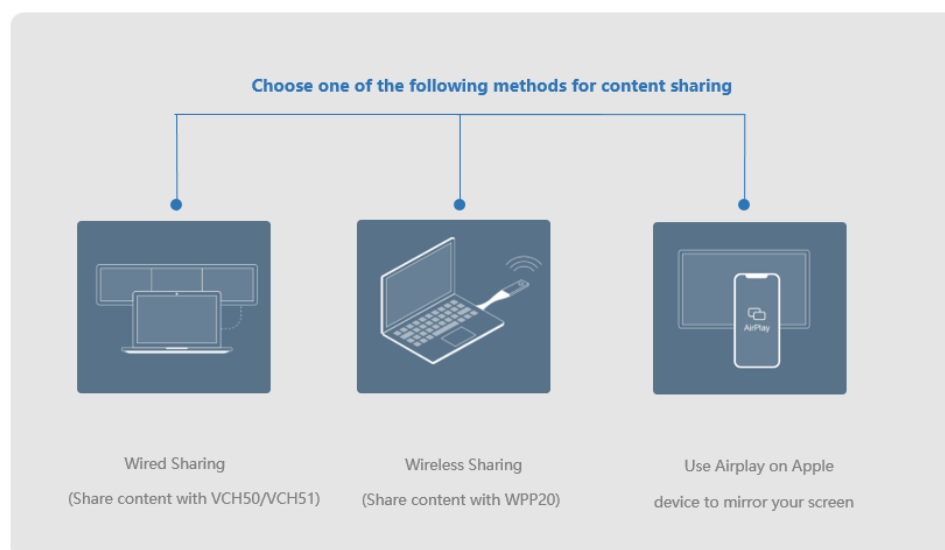 Choose one of the following methods for content sharing
AirPlay
Wired Sharing
(Share content with VCH50/VCH51)
Wireless Sharing
(Share content with WPP20)
Use Airplay on Apple
device to mirror your screen